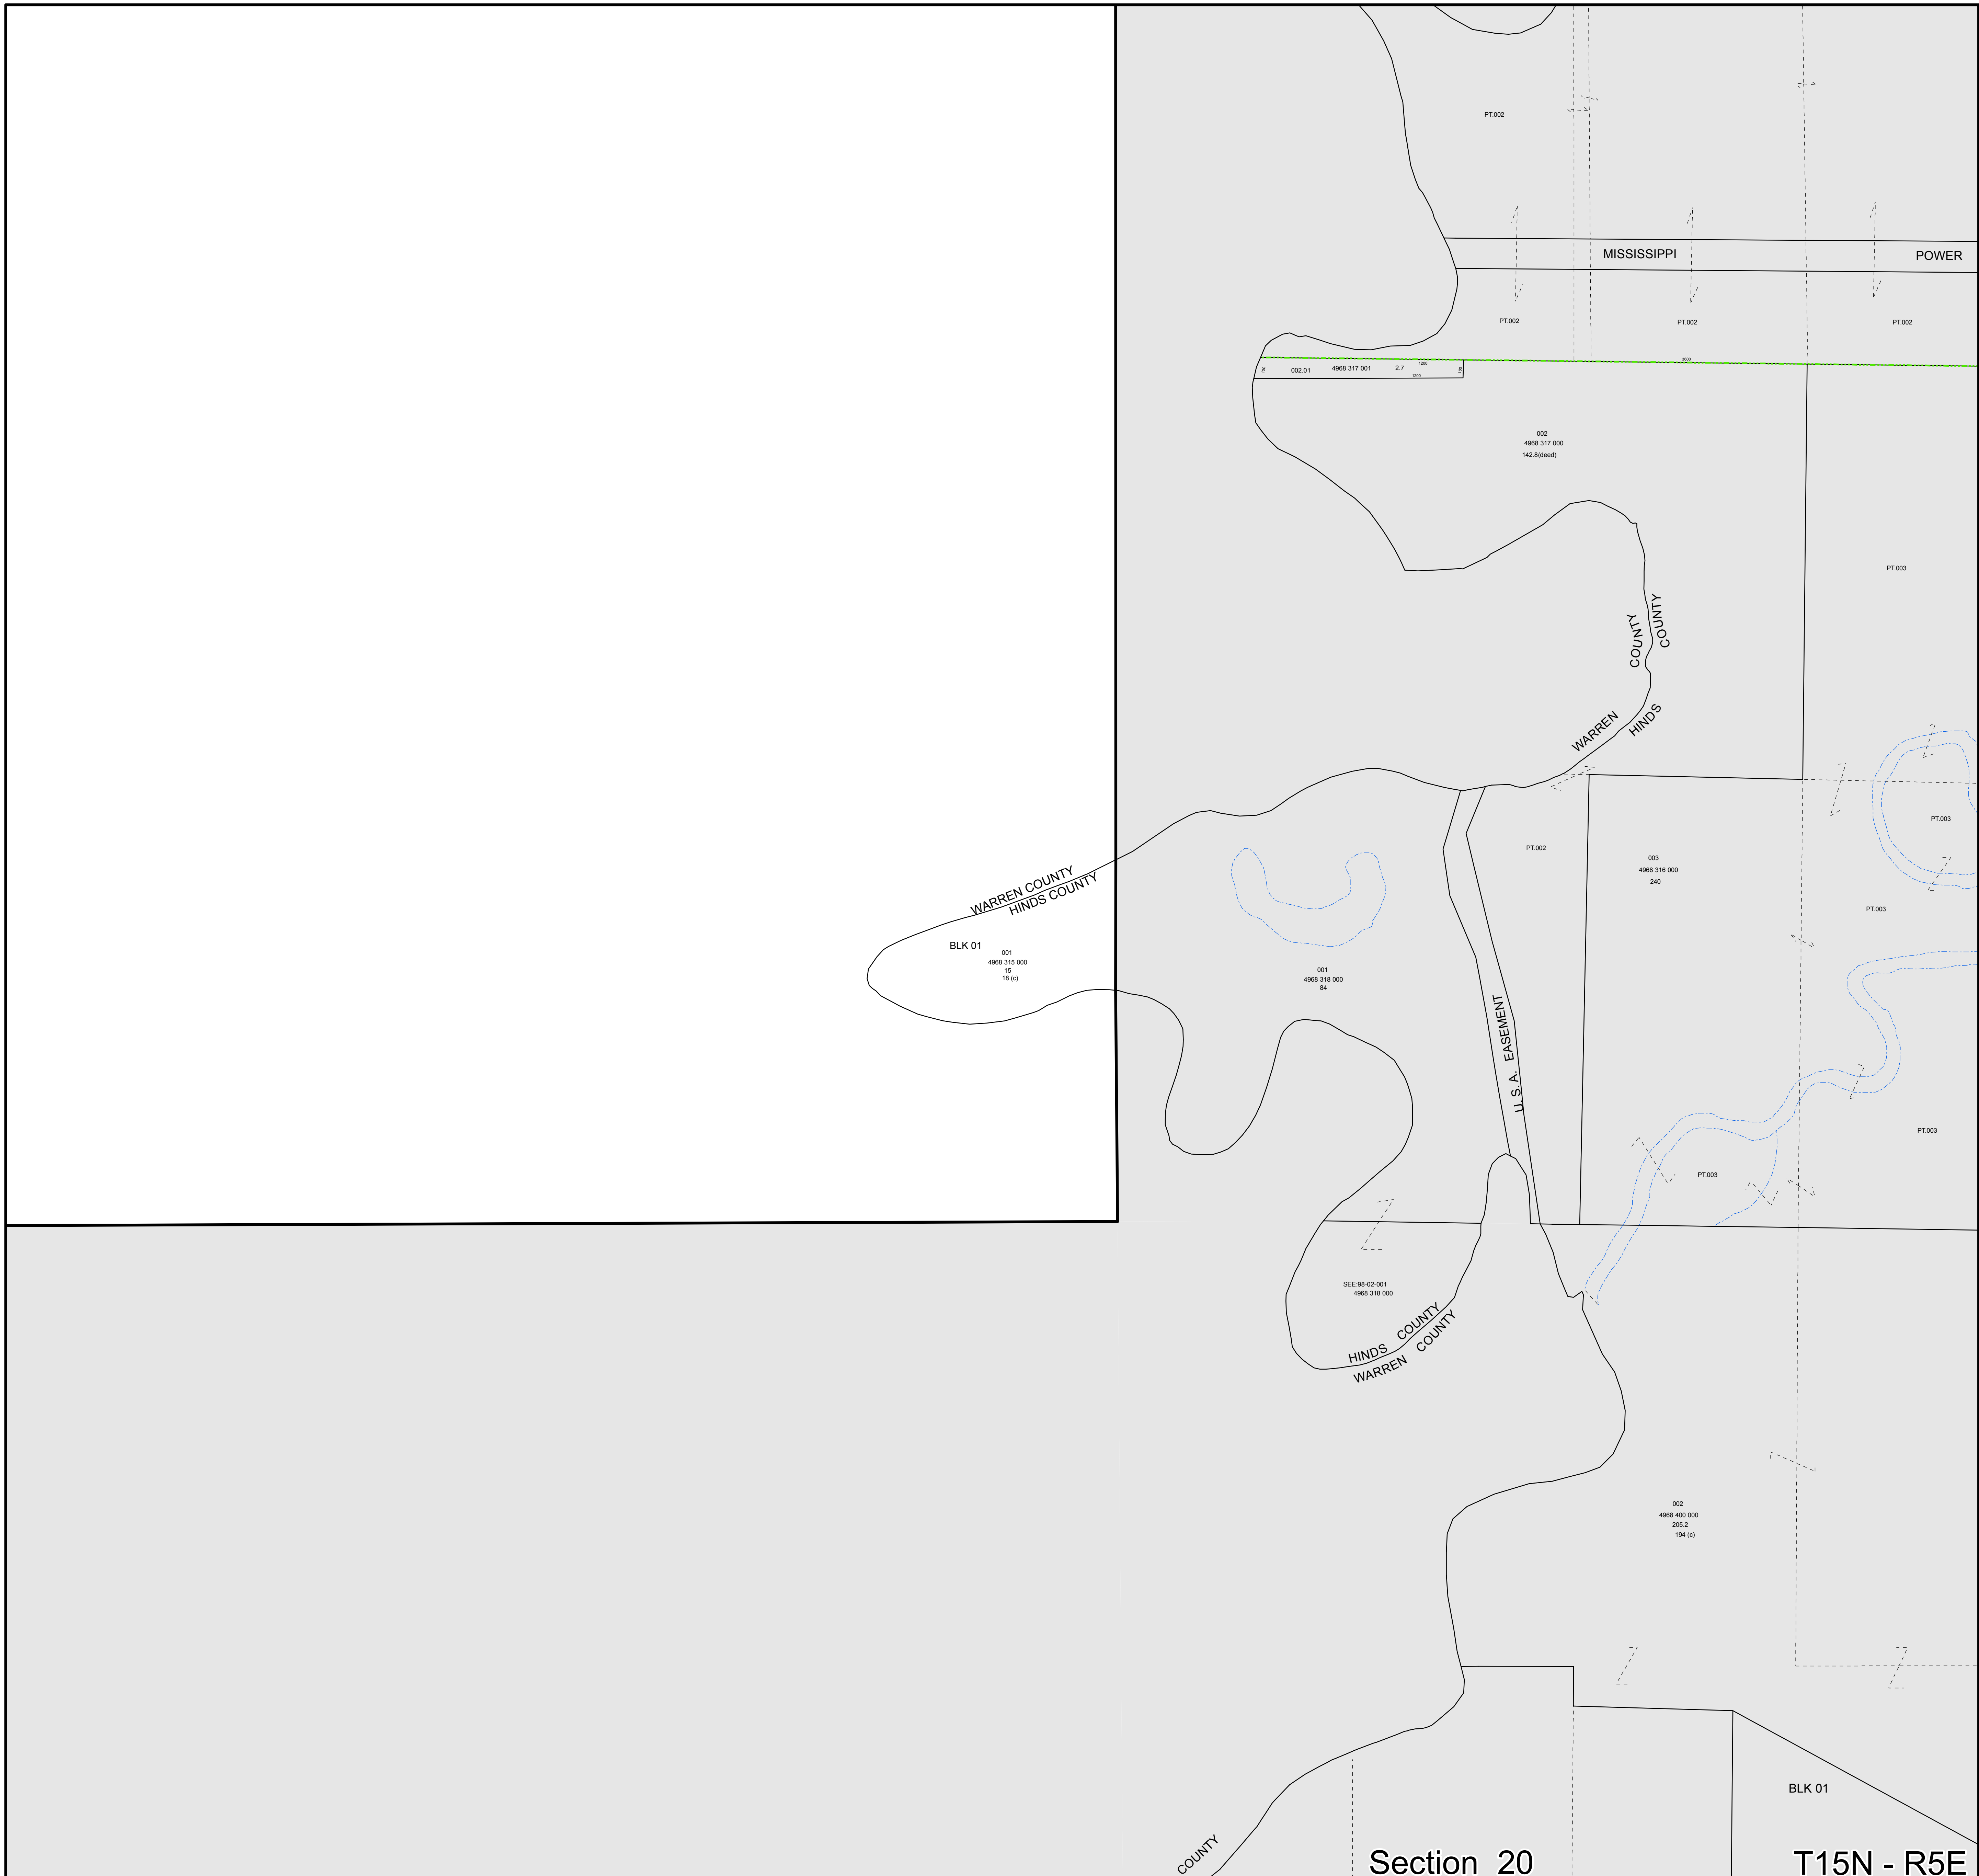 PT.002
MISSISSIPPI POWER
PT.002
PT.002
PT.002
1200
3600
150
002.01
4968 317 001
2.7
1200
002
4968 317 000
142.8(deed)
PT.003
COUNTY
COUNTY
WARREN
HINDS
PT.003
PT.002
003
4968 316 000
240
WARREN COUNTY
HINDS COUNTY
PT.003
BLK 01
001
4968 315 000
15
18 (c)
001
4968 318 000
84
U. S. A. EASEMENT
PT.003
PT.003
SEE:98-02-001
4968 318 000
HINDS COUNTY
WARREN COUNTY
002
4968 400 000
205.2
194 (c)
BLK 01
COUNTY
Section 20
T15N - R5E